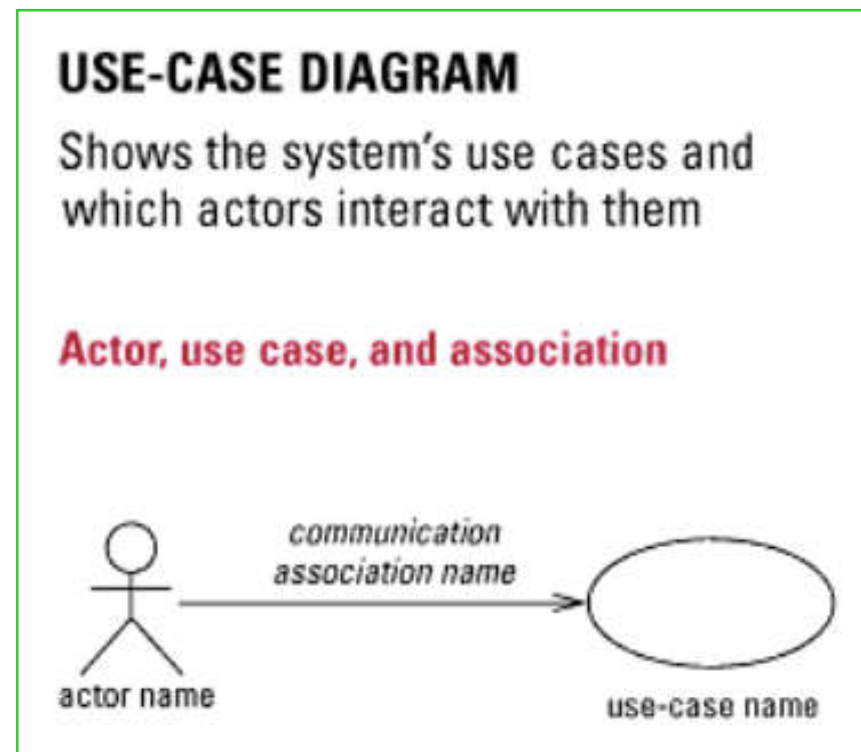 USE-CASE DIAGRAM
Shows the system's use cases and
which actors interact with them
Actor, use case, and association
communication
association name
actor name
use-case name